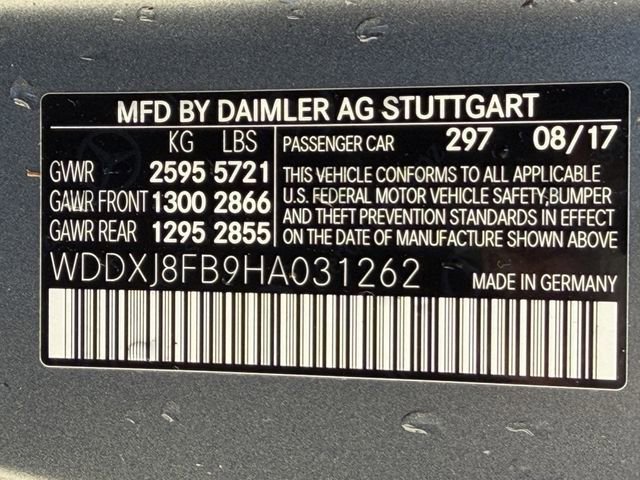 MFD BY DAIMLER AG STUTTGART
KG LBS
GVWR 2595 5721
GAWR FRONT 1300 2866
GAWR REAR 1295 2855
PASSENGER CAR 297 08/17
THIS VEHICLE CONFORMS TO ALL APPLICABLE
U.S. FEDERAL MOTOR VEHICLE SAFETY,BUMPER
AND THEFT PREVENTION STANDARDS IN EFFECT
ON THE DATE OF MANUFACTURE SHOWN ABOVE
WDDXJ8FB9HA031262
MADE IN GERMANY